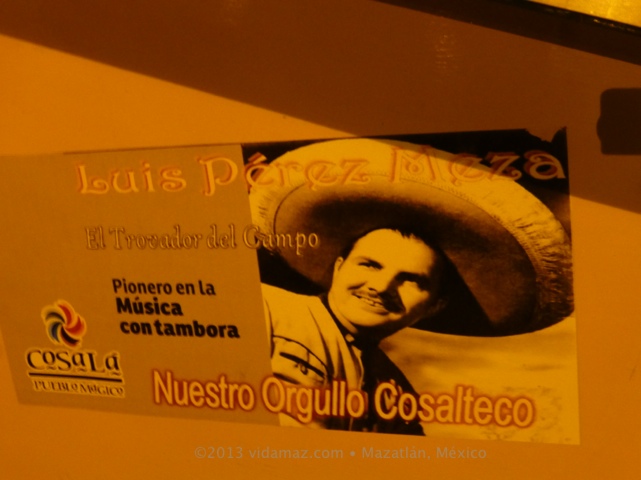 Luis Pérez Meza
El Trovador del Campo
Pionero en la
Música
con tambora
COSALÁ
PUEBLO MÁGICO
Nuestro Orgullo Cosalteco
©2013 vidamaz.com • Mazatlán, México